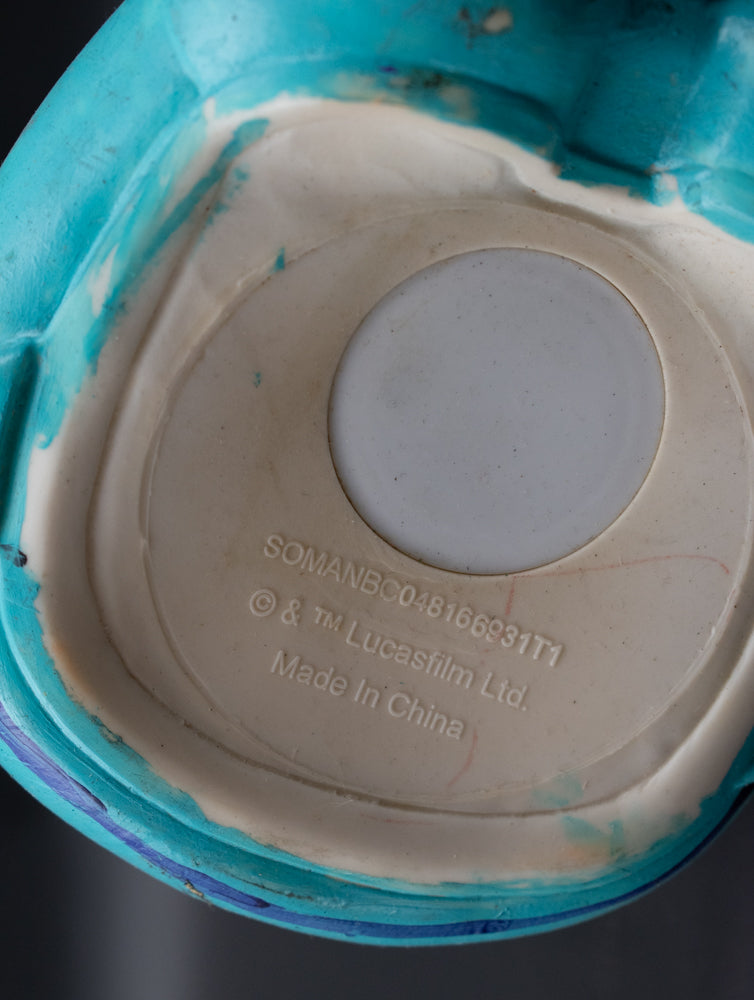 SOMANBC048166931T1
© & ™ Lucasfilm Ltd.
Made In China